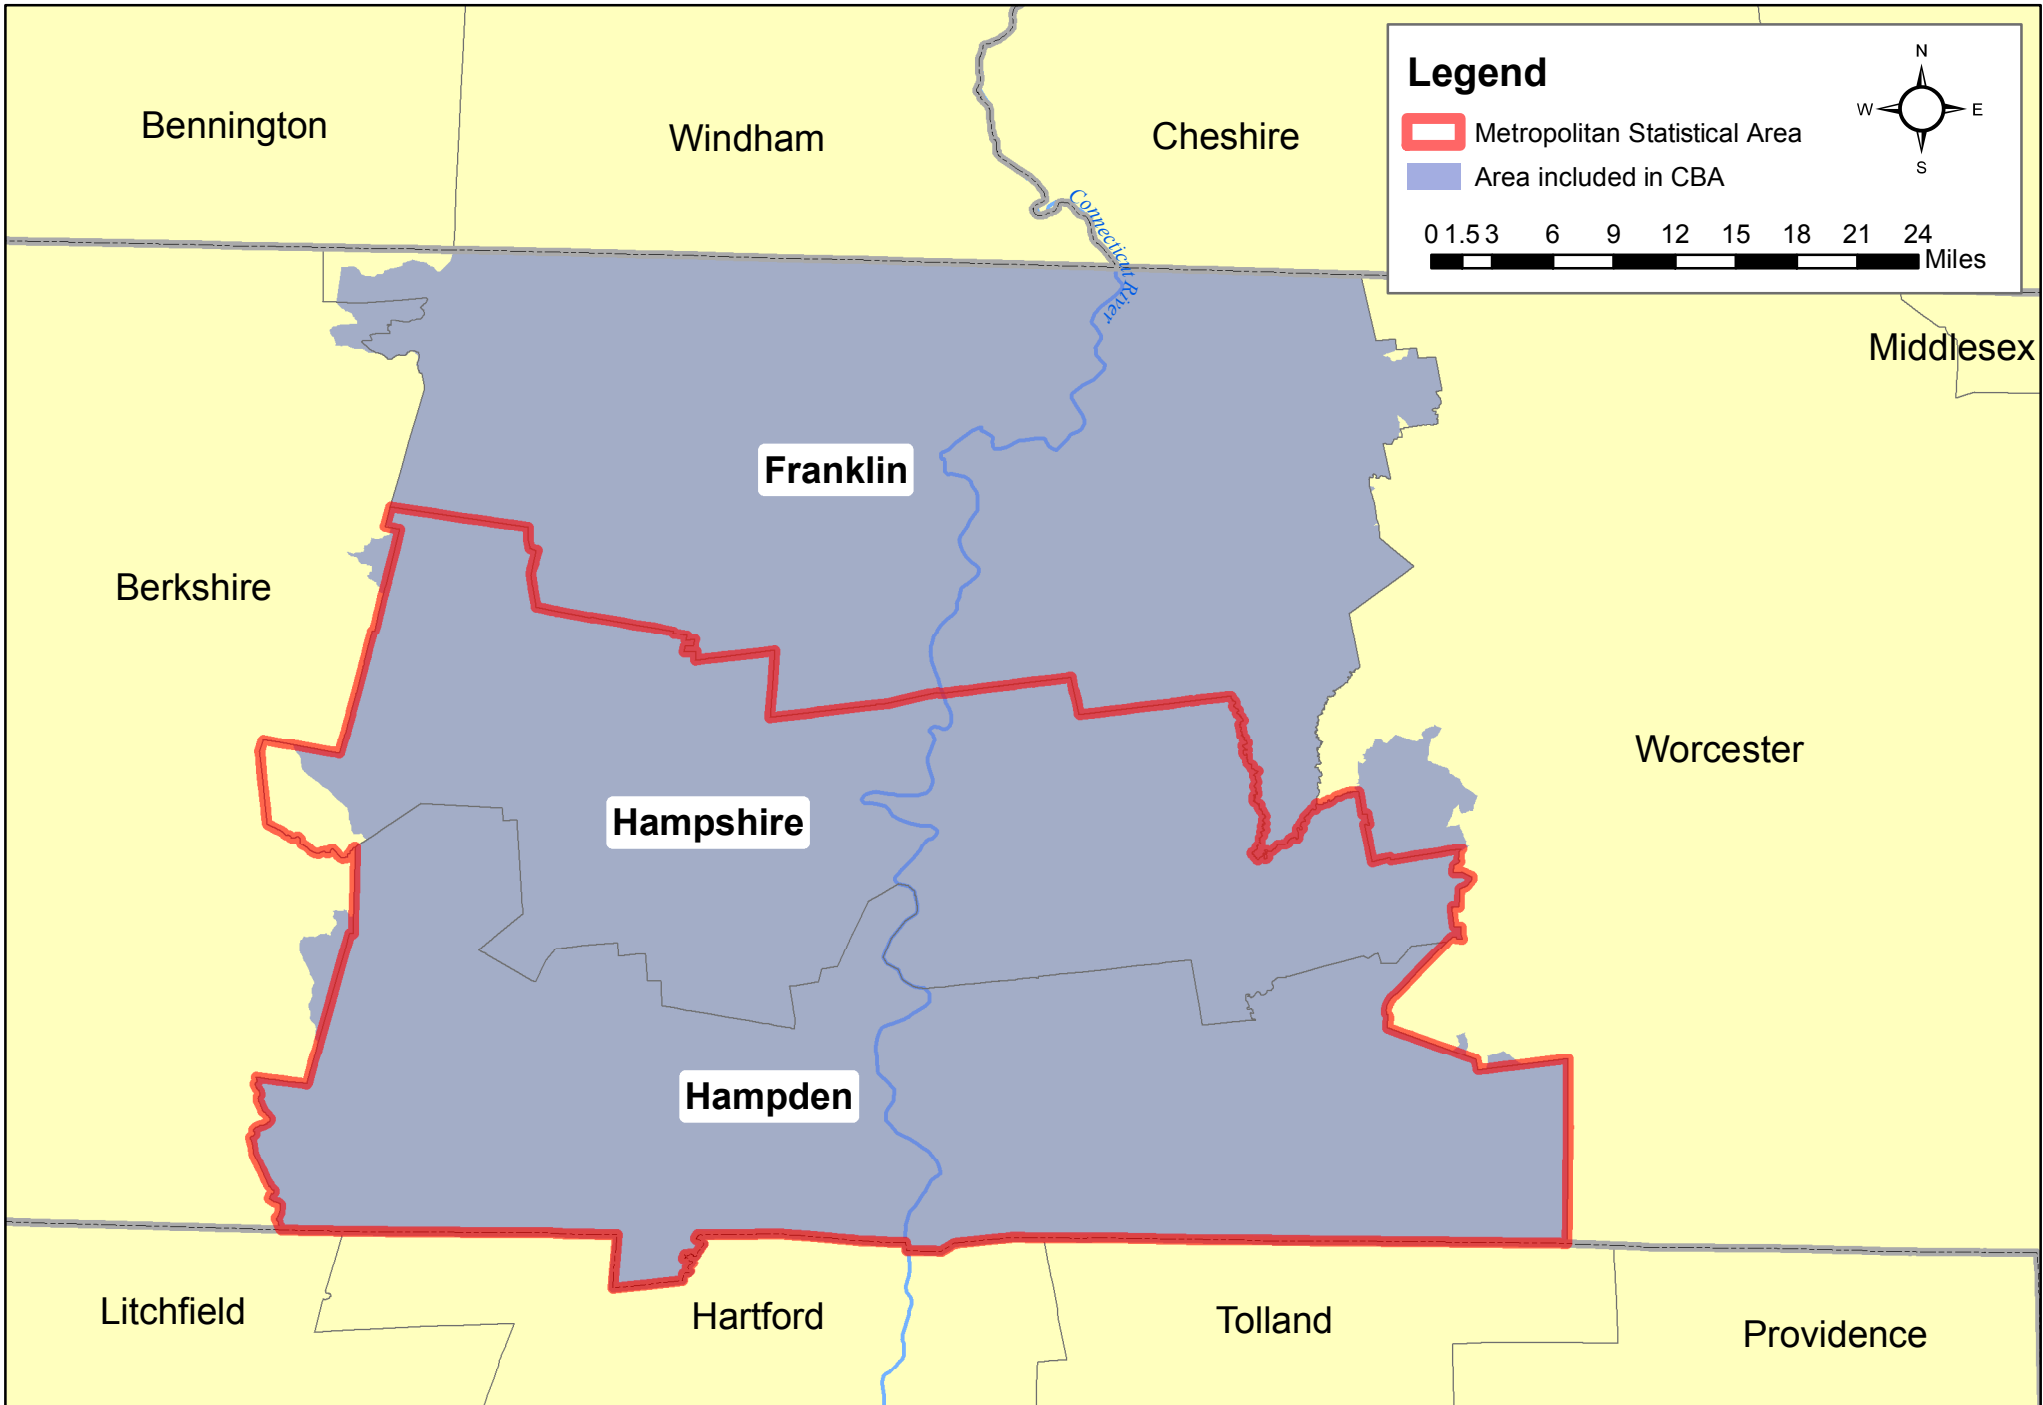 Legend
N
W
E
S
Metropolitan Statistical Area
Area included in CBA
0 1.5 3 6 9 12 15 18 21 24
Miles
Bennington
Windham
Cheshire
Connecticut River
Middlesex
Franklin
Berkshire
Worcester
Hampshire
Hampden
Litchfield
Hartford
Tolland
Providence